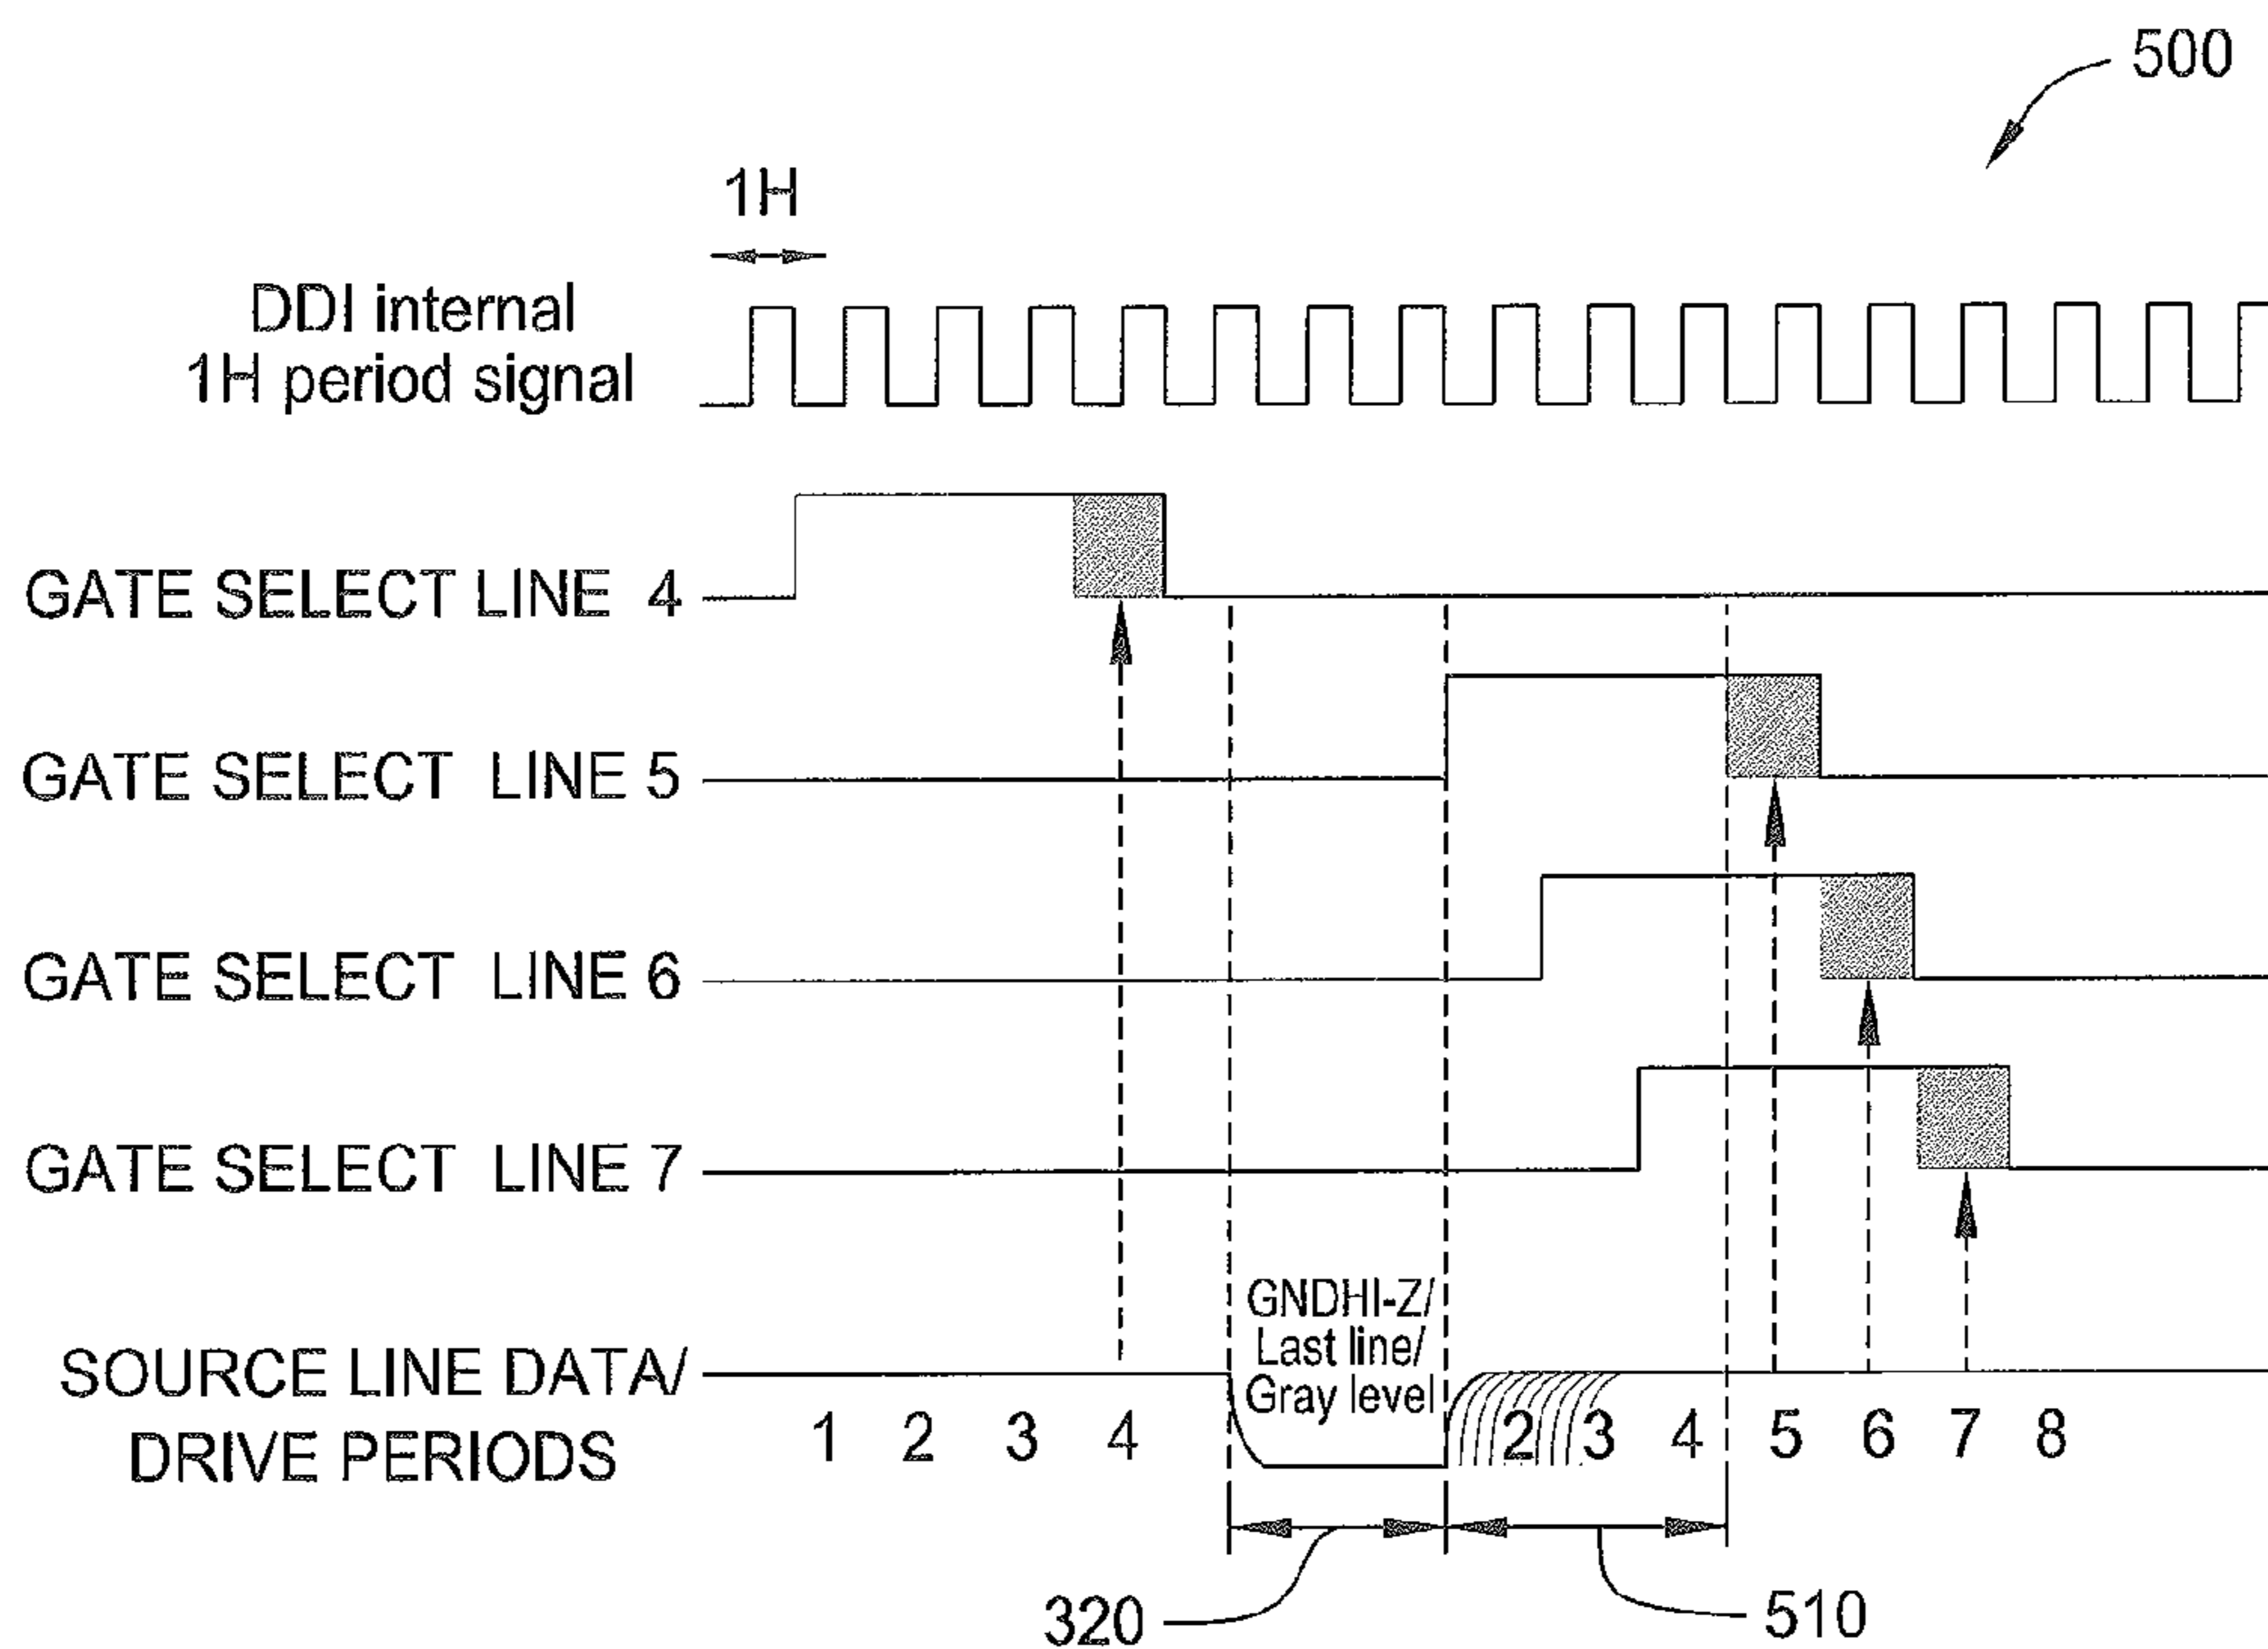 500
1H
DDI internal
1H period signal
GATE SELECT LINE 4
GATE SELECT LINE 5
GATE SELECT LINE 6
GATE SELECT LINE 7
GNDHI-Z/
Last line/
Gray level
SOURCE LINE DATA/
DRIVE PERIODS
1 2 3 4 2 3 4 5 6 7 8
320
510